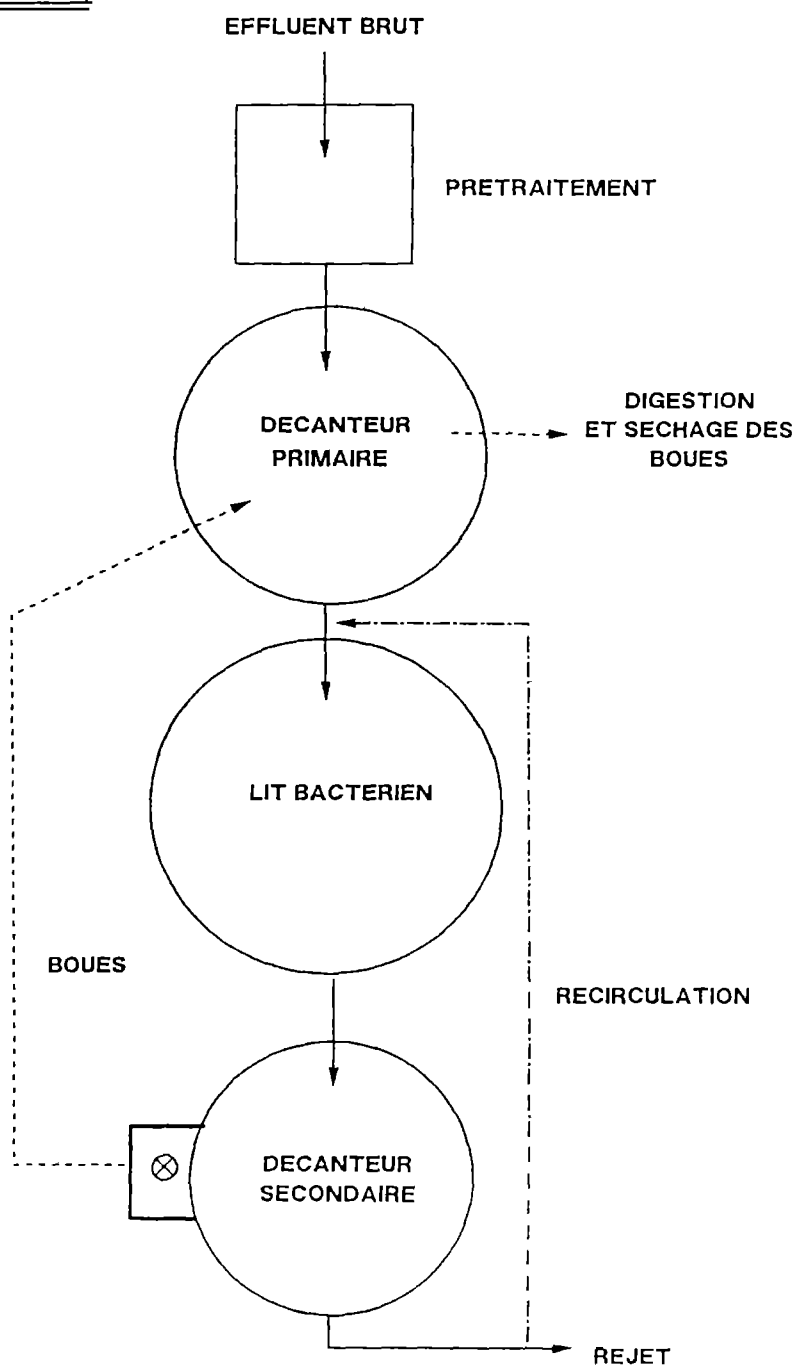 EFFLUENT BRUT
PRETRAITEMENT
DECANTEUR
PRIMAIRE
DIGESTION
ET SECHAGE DES
BOUES
LIT BACTERIEN
BOUES
RECIRCULATION
DECANTEUR
SECONDAIRE
REJET